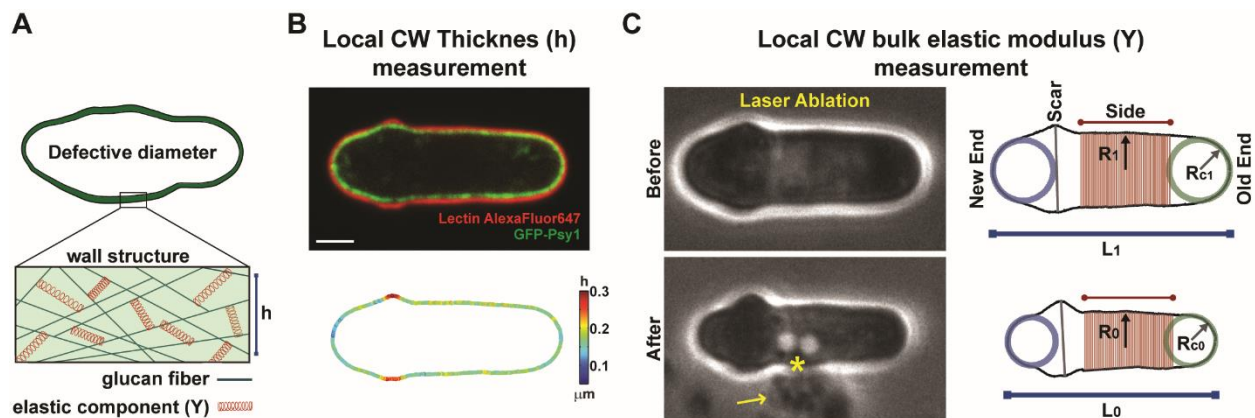 A
Defective diameter
wall structure
h
glucan fiber
elastic component (Y)
B
Local CW Thicknes (h)
measurement
Lectin AlexaFluor647
GFP-Psy1
h
0.3
0.2
0.1
μm
C
Local CW bulk elastic modulus (Y)
measurement
Laser Ablation
Before
After
*
New End
Scar
Side
R1
Rc1
Old End
L1
R0
Rc0
L0